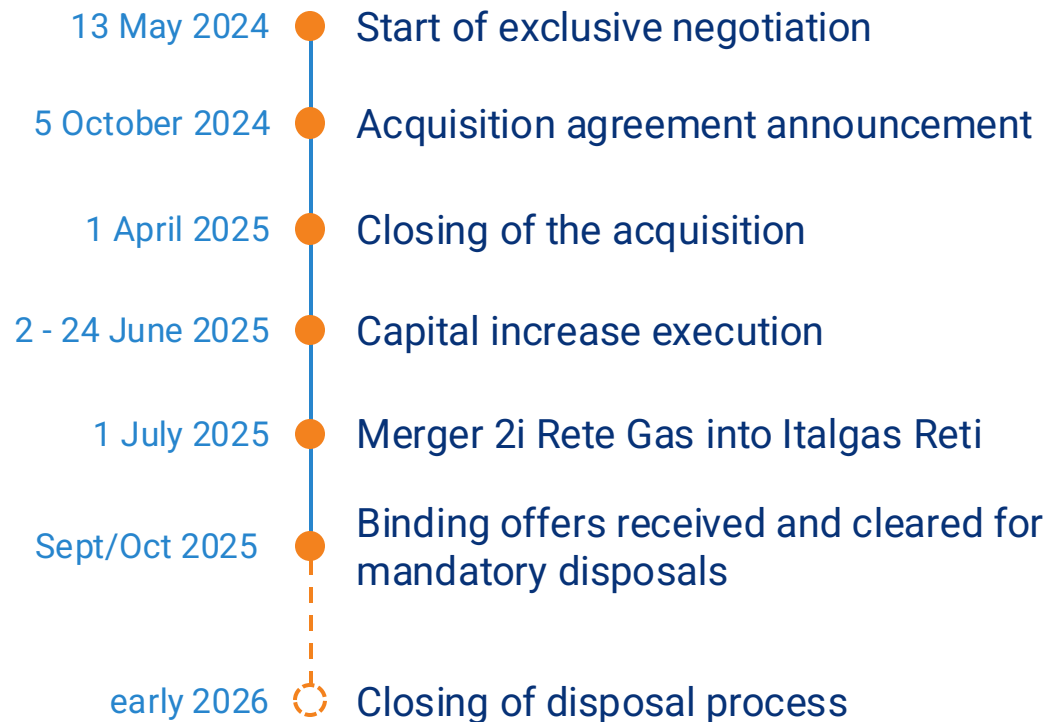 13 May 2024 Start of exclusive negotiation
5 October 2024 Acquisition agreement announcement
1 April 2025 Closing of the acquisition
2 - 24 June 2025 Capital increase execution
1 July 2025 Merger 2i Rete Gas into Italgas Reti
Sept/Oct 2025 Binding offers received and cleared for
mandatory disposals
early 2026 Closing of disposal process